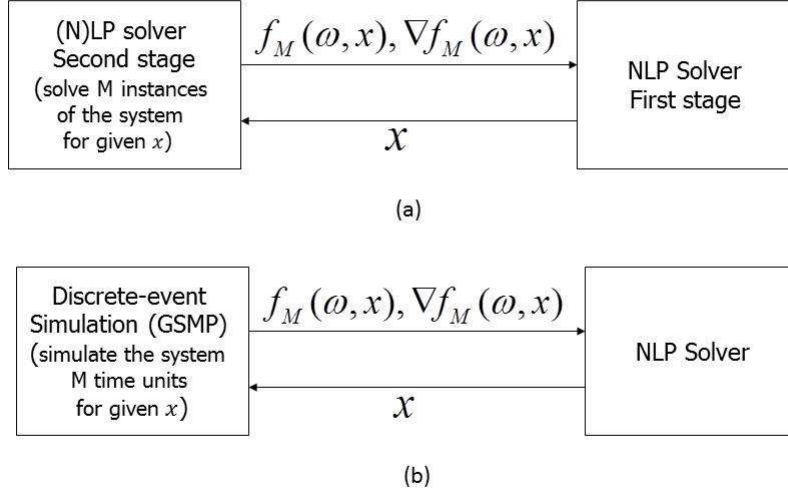 (N)LP solver
Second stage
(solve M instances
of the system
for given x)
f_M(ω,x), ∇f_M(ω,x)
x
NLP Solver
First stage
(a)
Discrete-event
Simulation (GSMP)
(simulate the system
M time units
for given x)
f_M(ω,x), ∇f_M(ω,x)
x
NLP Solver
(b)